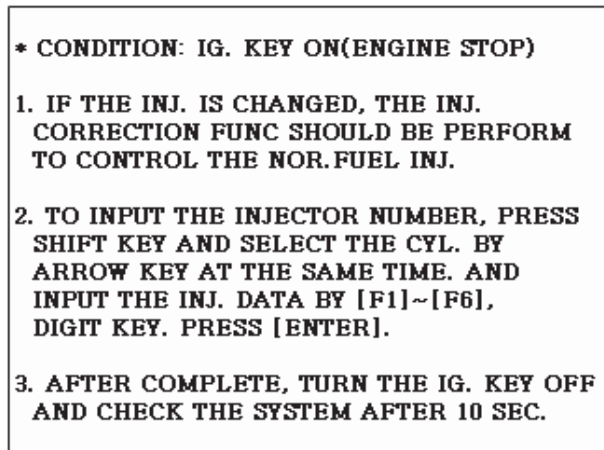 * CONDITION: IG. KEY ON(ENGINE STOP)
1. IF THE INJ. IS CHANGED, THE INJ.
CORRECTION FUNC SHOULD BE PERFORM
TO CONTROL THE NOR.FUEL INJ.
2. TO INPUT THE INJECTOR NUMBER, PRESS
SHIFT KEY AND SELECT THE CYL. BY
ARROW KEY AT THE SAME TIME. AND
INPUT THE INJ. DATA BY [F1]~[F6],
DIGIT KEY. PRESS [ENTER].
3. AFTER COMPLETE, TURN THE IG. KEY OFF
AND CHECK THE SYSTEM AFTER 10 SEC.